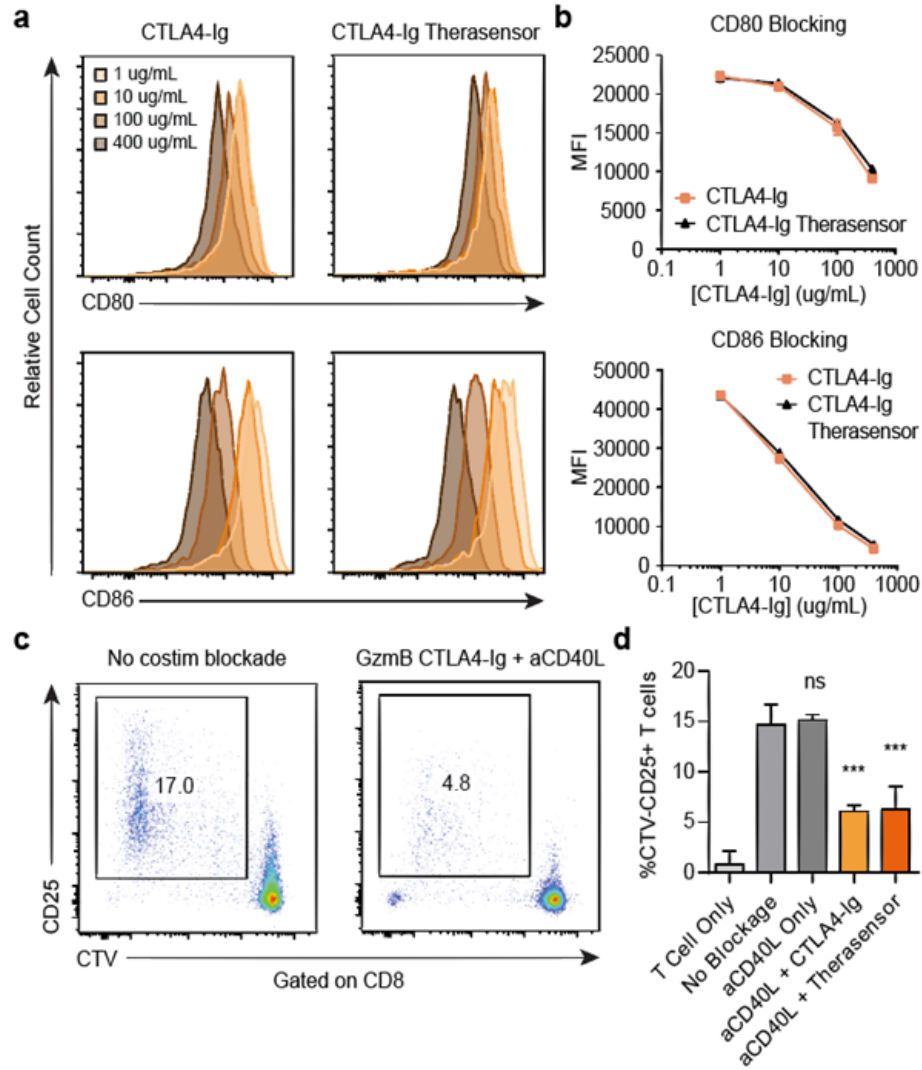 a
CTLA4-Ig
CTLA4-Ig Therasensor
1 ug/mL
10 ug/mL
100 ug/mL
400 ug/mL
Relative Cell Count
CD80
CD86
b
CD80 Blocking
25000
20000
15000
10000
5000
0
MFI
CTLA4-Ig
CTLA4-Ig Therasensor
0.1 1 10 100 1000
[CTLA4-Ig] (ug/mL)
CD86 Blocking
50000
40000
30000
20000
10000
0
MFI
CTLA4-Ig
CTLA4-Ig
Therasensor
0.1 1 10 100 1000
[CTLA4-Ig] (ug/mL)
c
No costim blockade
GzmB CTLA4-Ig + aCD40L
17.0
4.8
CD25
CTV
Gated on CD8
d
%CTV-CD25+ T cells
20
15
10
5
0
ns
***
***
T Cell Only
No Blockage
aCD40L Only
aCD40L + CTLA4-Ig
aCD40L + Therasensor